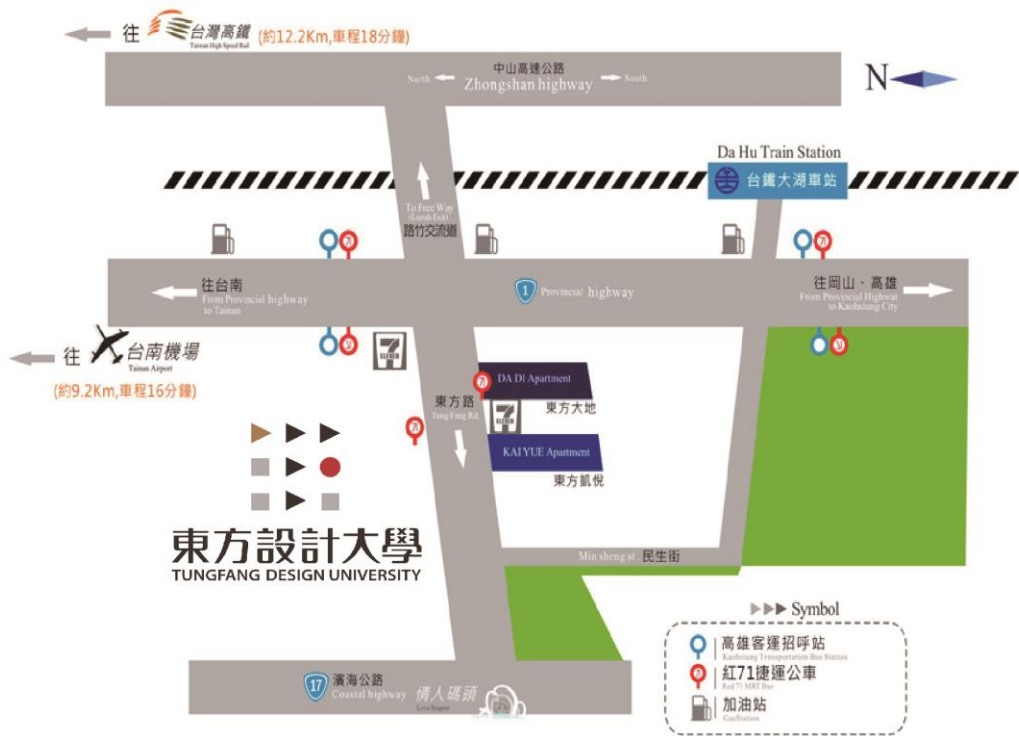 往 台灣高鐵 (約12.2Km,車程18分鐘)
Taiwan High Speed Rail
中山高速公路
North Zhongshan highway South
N
Da Hu Train Station
台鐵大湖車站
To Free Way
路竹交流道
往台南
From Provincial highway
to Tainan
1 Provincial highway
往岡山、高雄
From Provincial Highwat
to Kaohsiung City
往 台南機場
Tainan Airport
(約9.2Km,車程16分鐘)
7
ELEVEN
DA DI Apartment
東方大地
東方路
Tung Fang Rd
71
7
ELEVEN
KAI YUE Apartment
東方凱悅
東方設計大學
TUNGFANG DESIGN UNIVERSITY
Min sheng st 民生街
Symbol
高雄客運招呼站
Kaohsiung Transportation Bus Station
紅71捷運公車
Red 71 MRT Bus
加油站
GasStation
17 濱海公路
Coastal highway
情人碼頭